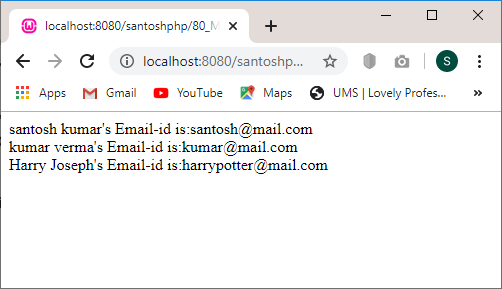 localhost:8080/santoshphp/80_M
localhost:8080/santoshp...
S
Apps
Gmail
YouTube
Maps
UMS | Lovely Profes...
santosh kumar's Email-id is:santosh@mail.com
kumar verma's Email-id is:kumar@mail.com
Harry Joseph's Email-id is:harrypotter@mail.com